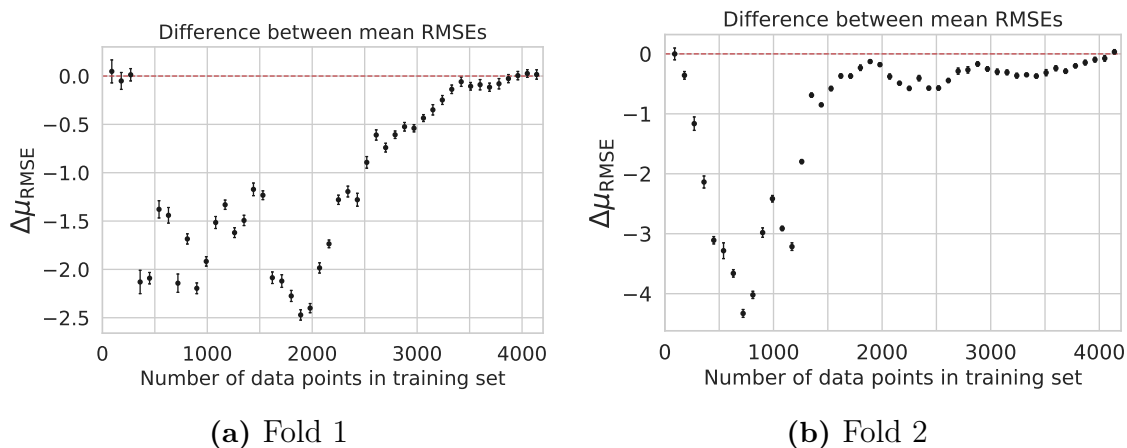 Difference between mean RMSEs
0.0
−0.5
−1.0
−1.5
−2.0
−2.5
Δμ_RMSE
0 1000 2000 3000 4000
Number of data points in training set
(a) Fold 1
Difference between mean RMSEs
0
−1
−2
−3
−4
Δμ_RMSE
0 1000 2000 3000 4000
Number of data points in training set
(b) Fold 2